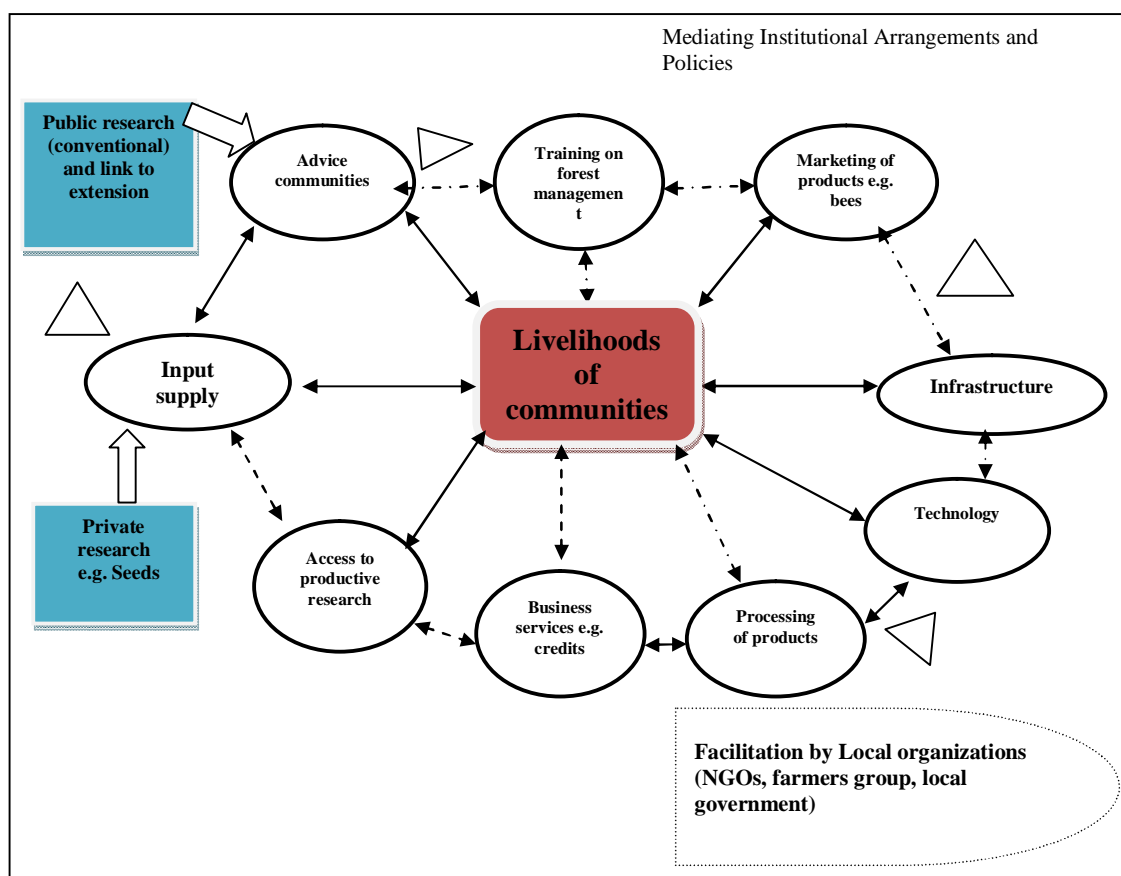 Mediating Institutional Arrangements and
Policies
Public research
(conventional)
and link to
extension
Advice
communities
Training on
forest
managemen
t
Marketing of
products e.g.
bees
Input
supply
Livelihoods
of
communities
Infrastructure
Private
research
e.g. Seeds
Access to
productive
research
Business
services e.g.
credits
Processing
of products
Technology
Facilitation by Local organizations
(NGOs, farmers group, local
government)